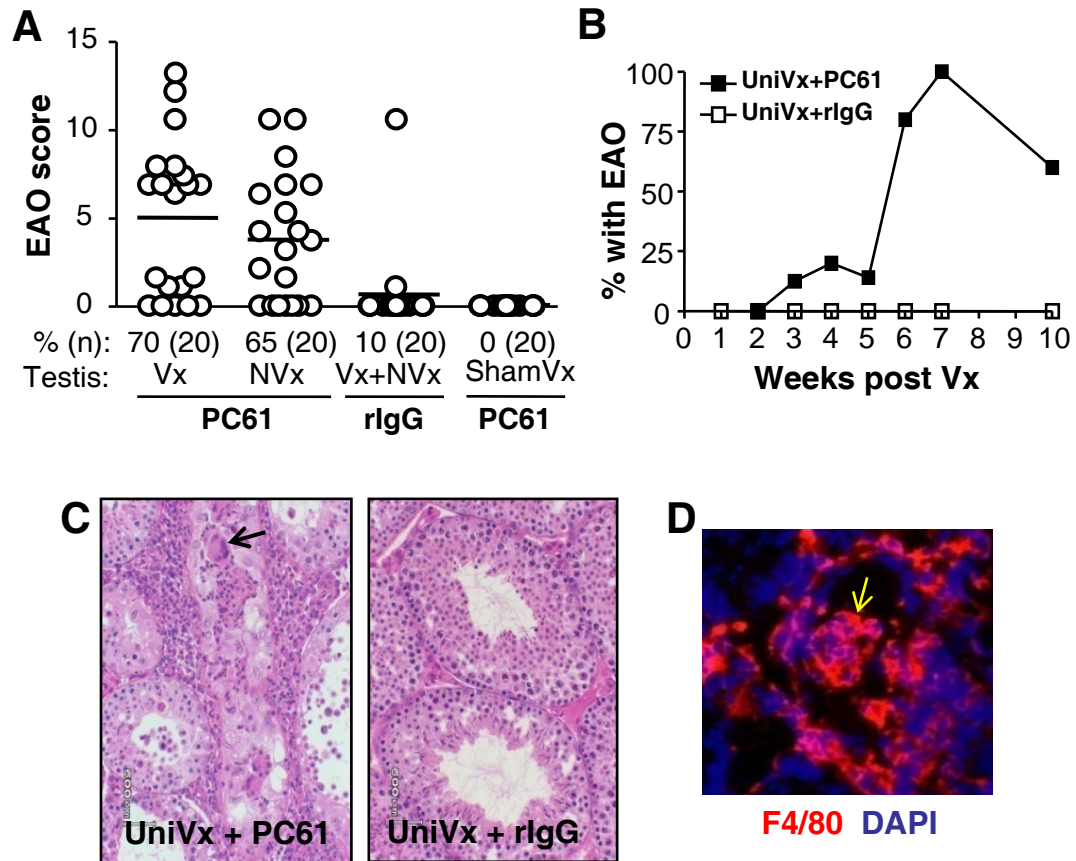 A
EAO score
15
10
5
0
% (n): 70 (20) 65 (20) 10 (20) 0 (20)
Testis: Vx NVx Vx+NVx ShamVx
PC61 rIgG PC61
B
% with EAO
100
75
50
25
0
UniVx+PC61
UniVx+rIgG
0 1 2 3 4 5 6 7 8 9 10
Weeks post Vx
C
UniVx + PC61
UniVx + rIgG
D
F4/80 DAPI